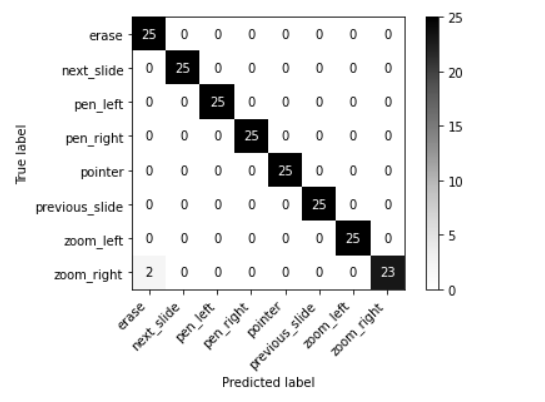 erase 25 0 0 0 0 0 0 0
next_slide 0 25 0 0 0 0 0 0
pen_left 0 0 25 0 0 0 0 0
pen_right 0 0 0 25 0 0 0 0
pointer 0 0 0 0 25 0 0 0
previous_slide 0 0 0 0 0 25 0 0
zoom_left 0 0 0 0 0 0 25 0
zoom_right 2 0 0 0 0 0 0 23
True label
erase next_slide pen_left pen_right pointer previous_slide zoom_left zoom_right
Predicted label
25
20
15
10
5
0